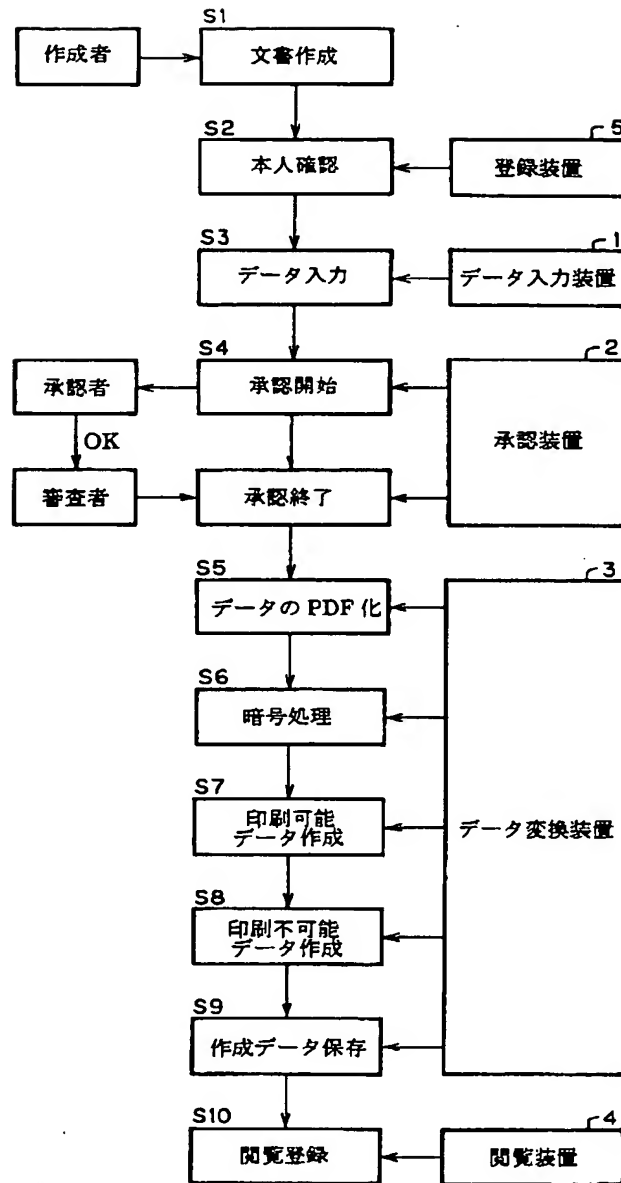 S1
作成者
文書作成
S2
5
本人確認
登録装置
S3
1
データ入力
データ入力装置
S4
2
承認者
承認開始
承認装置
OK
審査者
承認終了
S5
3
データの PDF 化
S6
暗号処理
S7
印刷可能
データ作成
データ変換装置
S8
印刷不可能
データ作成
S9
作成データ保存
S10
4
閲覧登録
閲覧装置